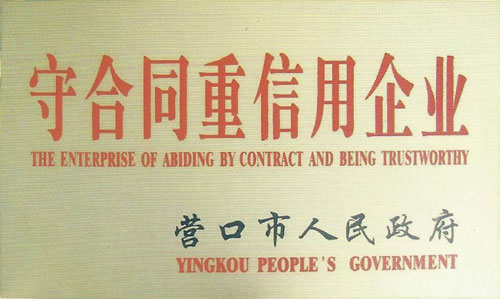 守合同重信用企业
THE ENTERPRISE OF ABIDING BY CONTRACT AND BEING TRUSTWORTHY
营口市人民政府
YINGKOU PEOPLE'S GOVERNMENT